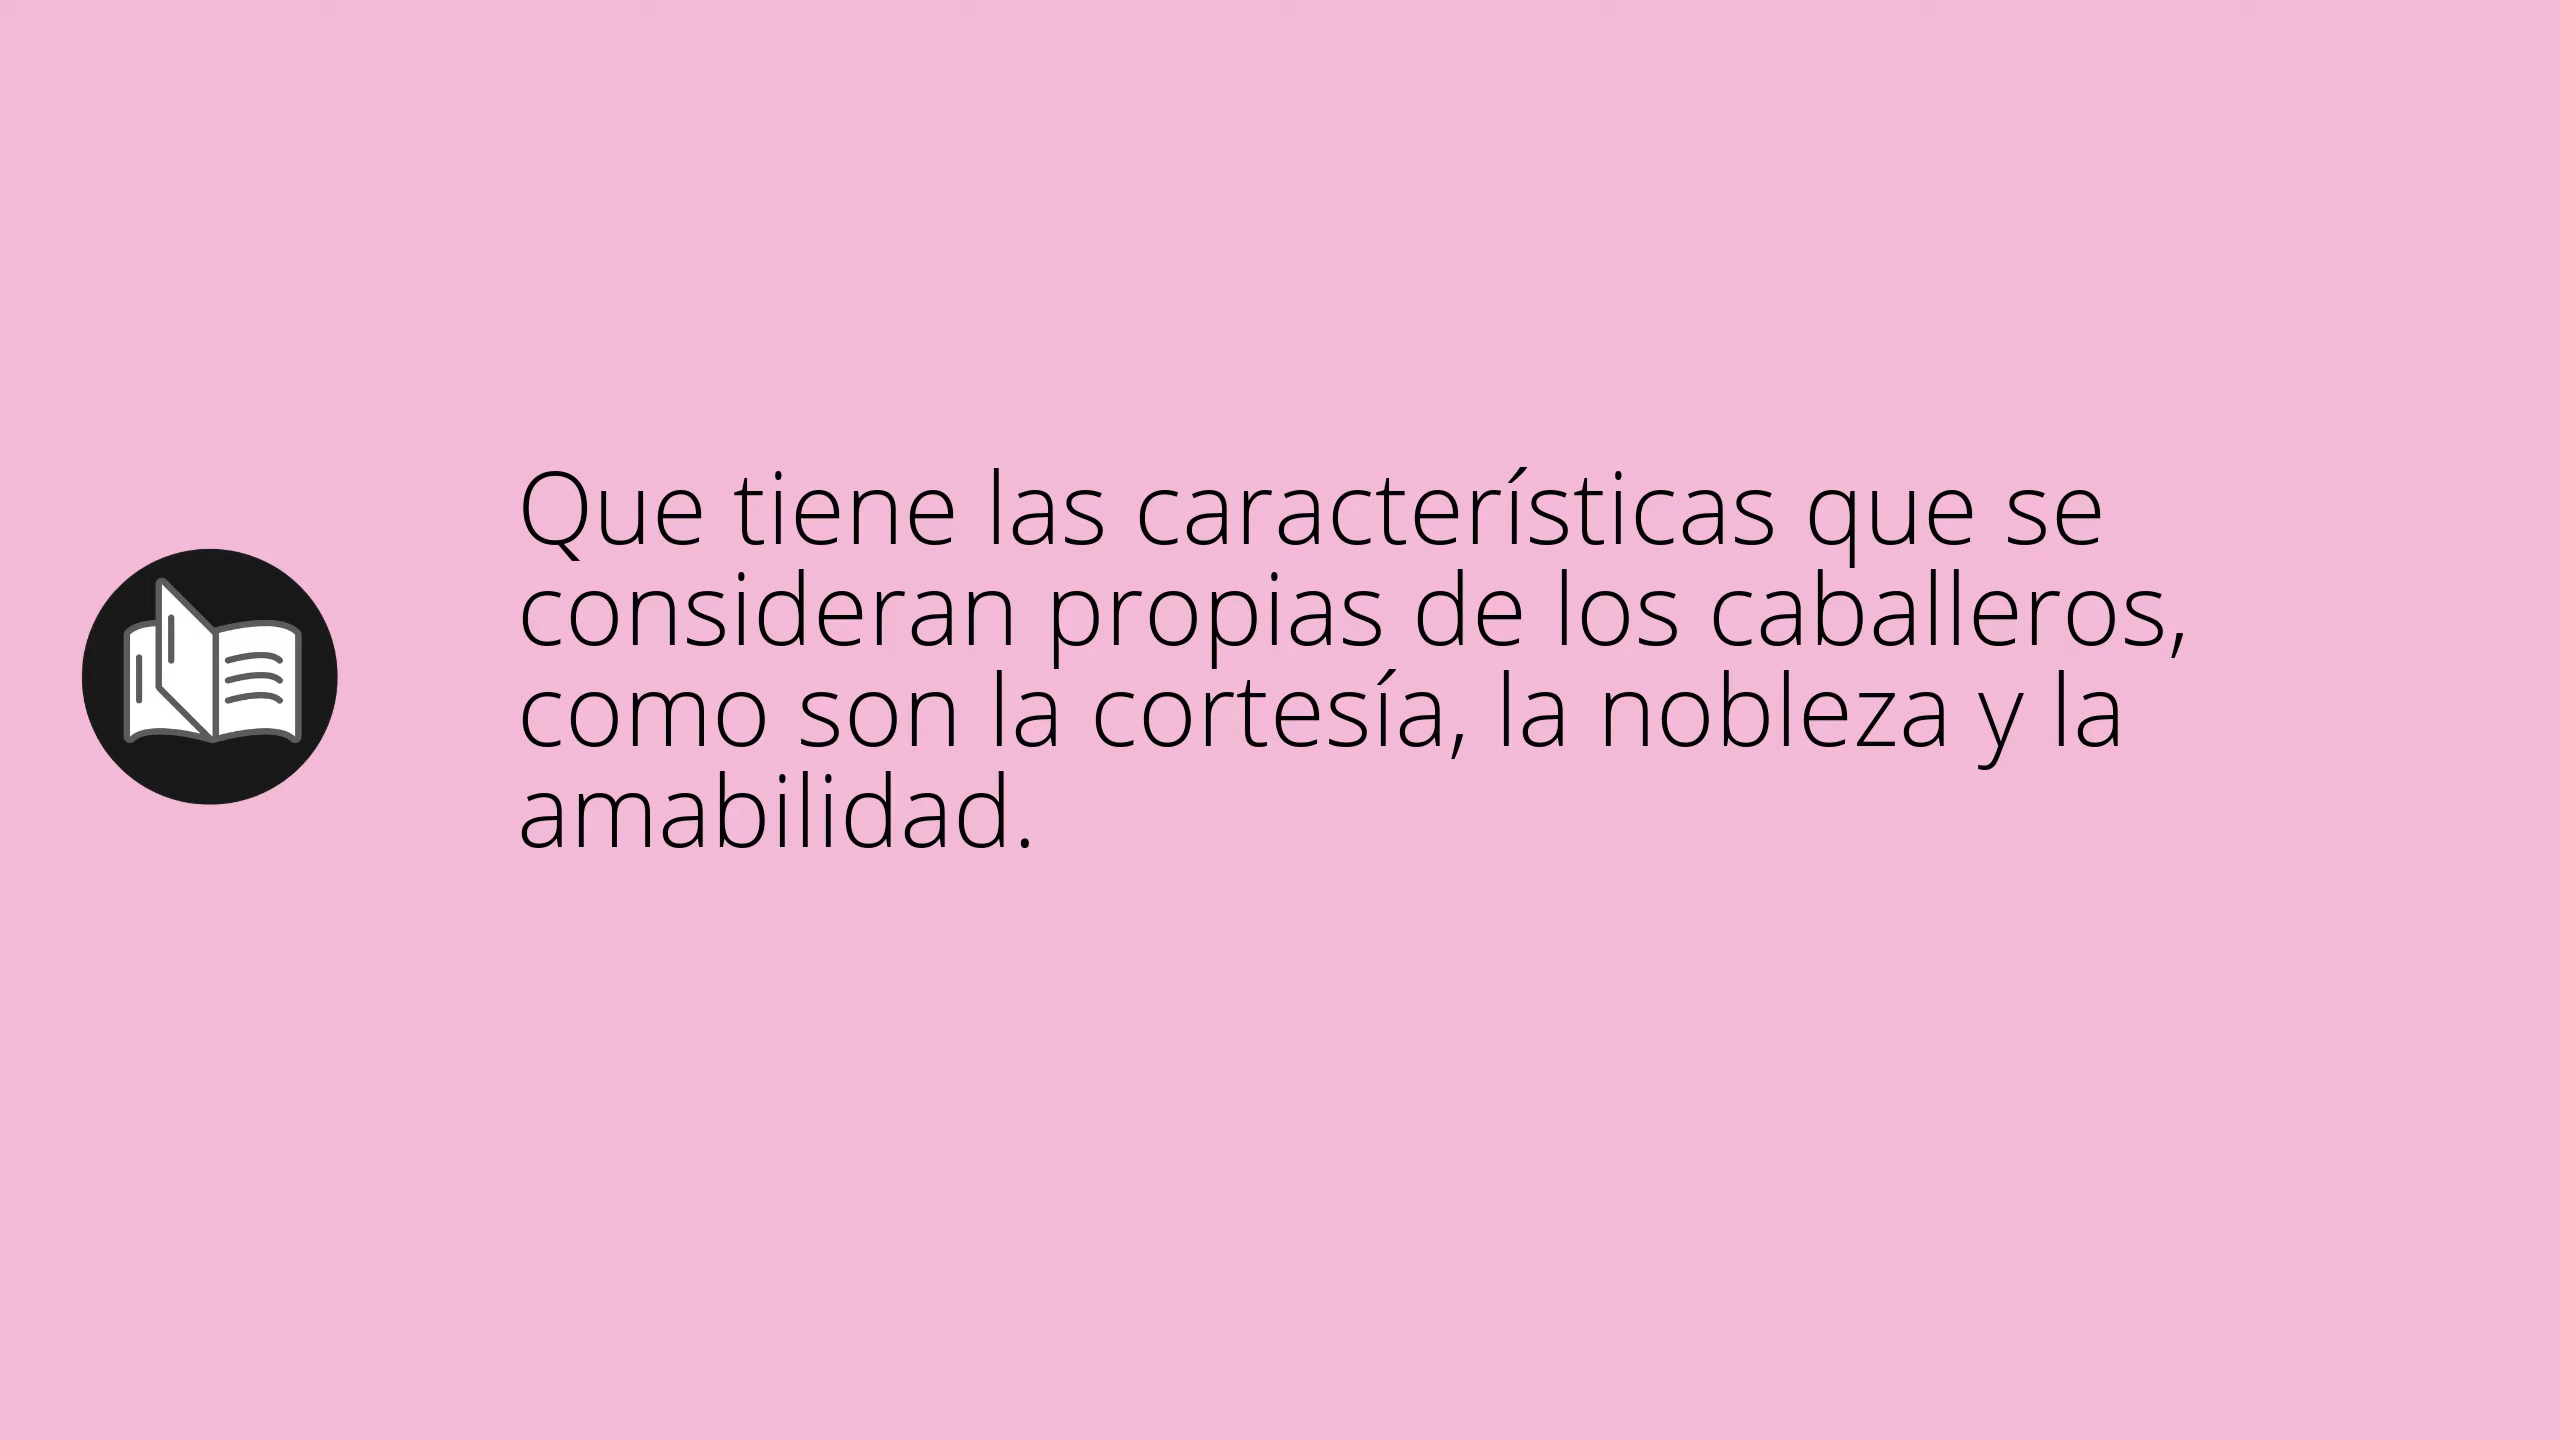 Que tiene las características que se
consideran propias de los caballeros,
como son la cortesía, la nobleza y la
amabilidad.